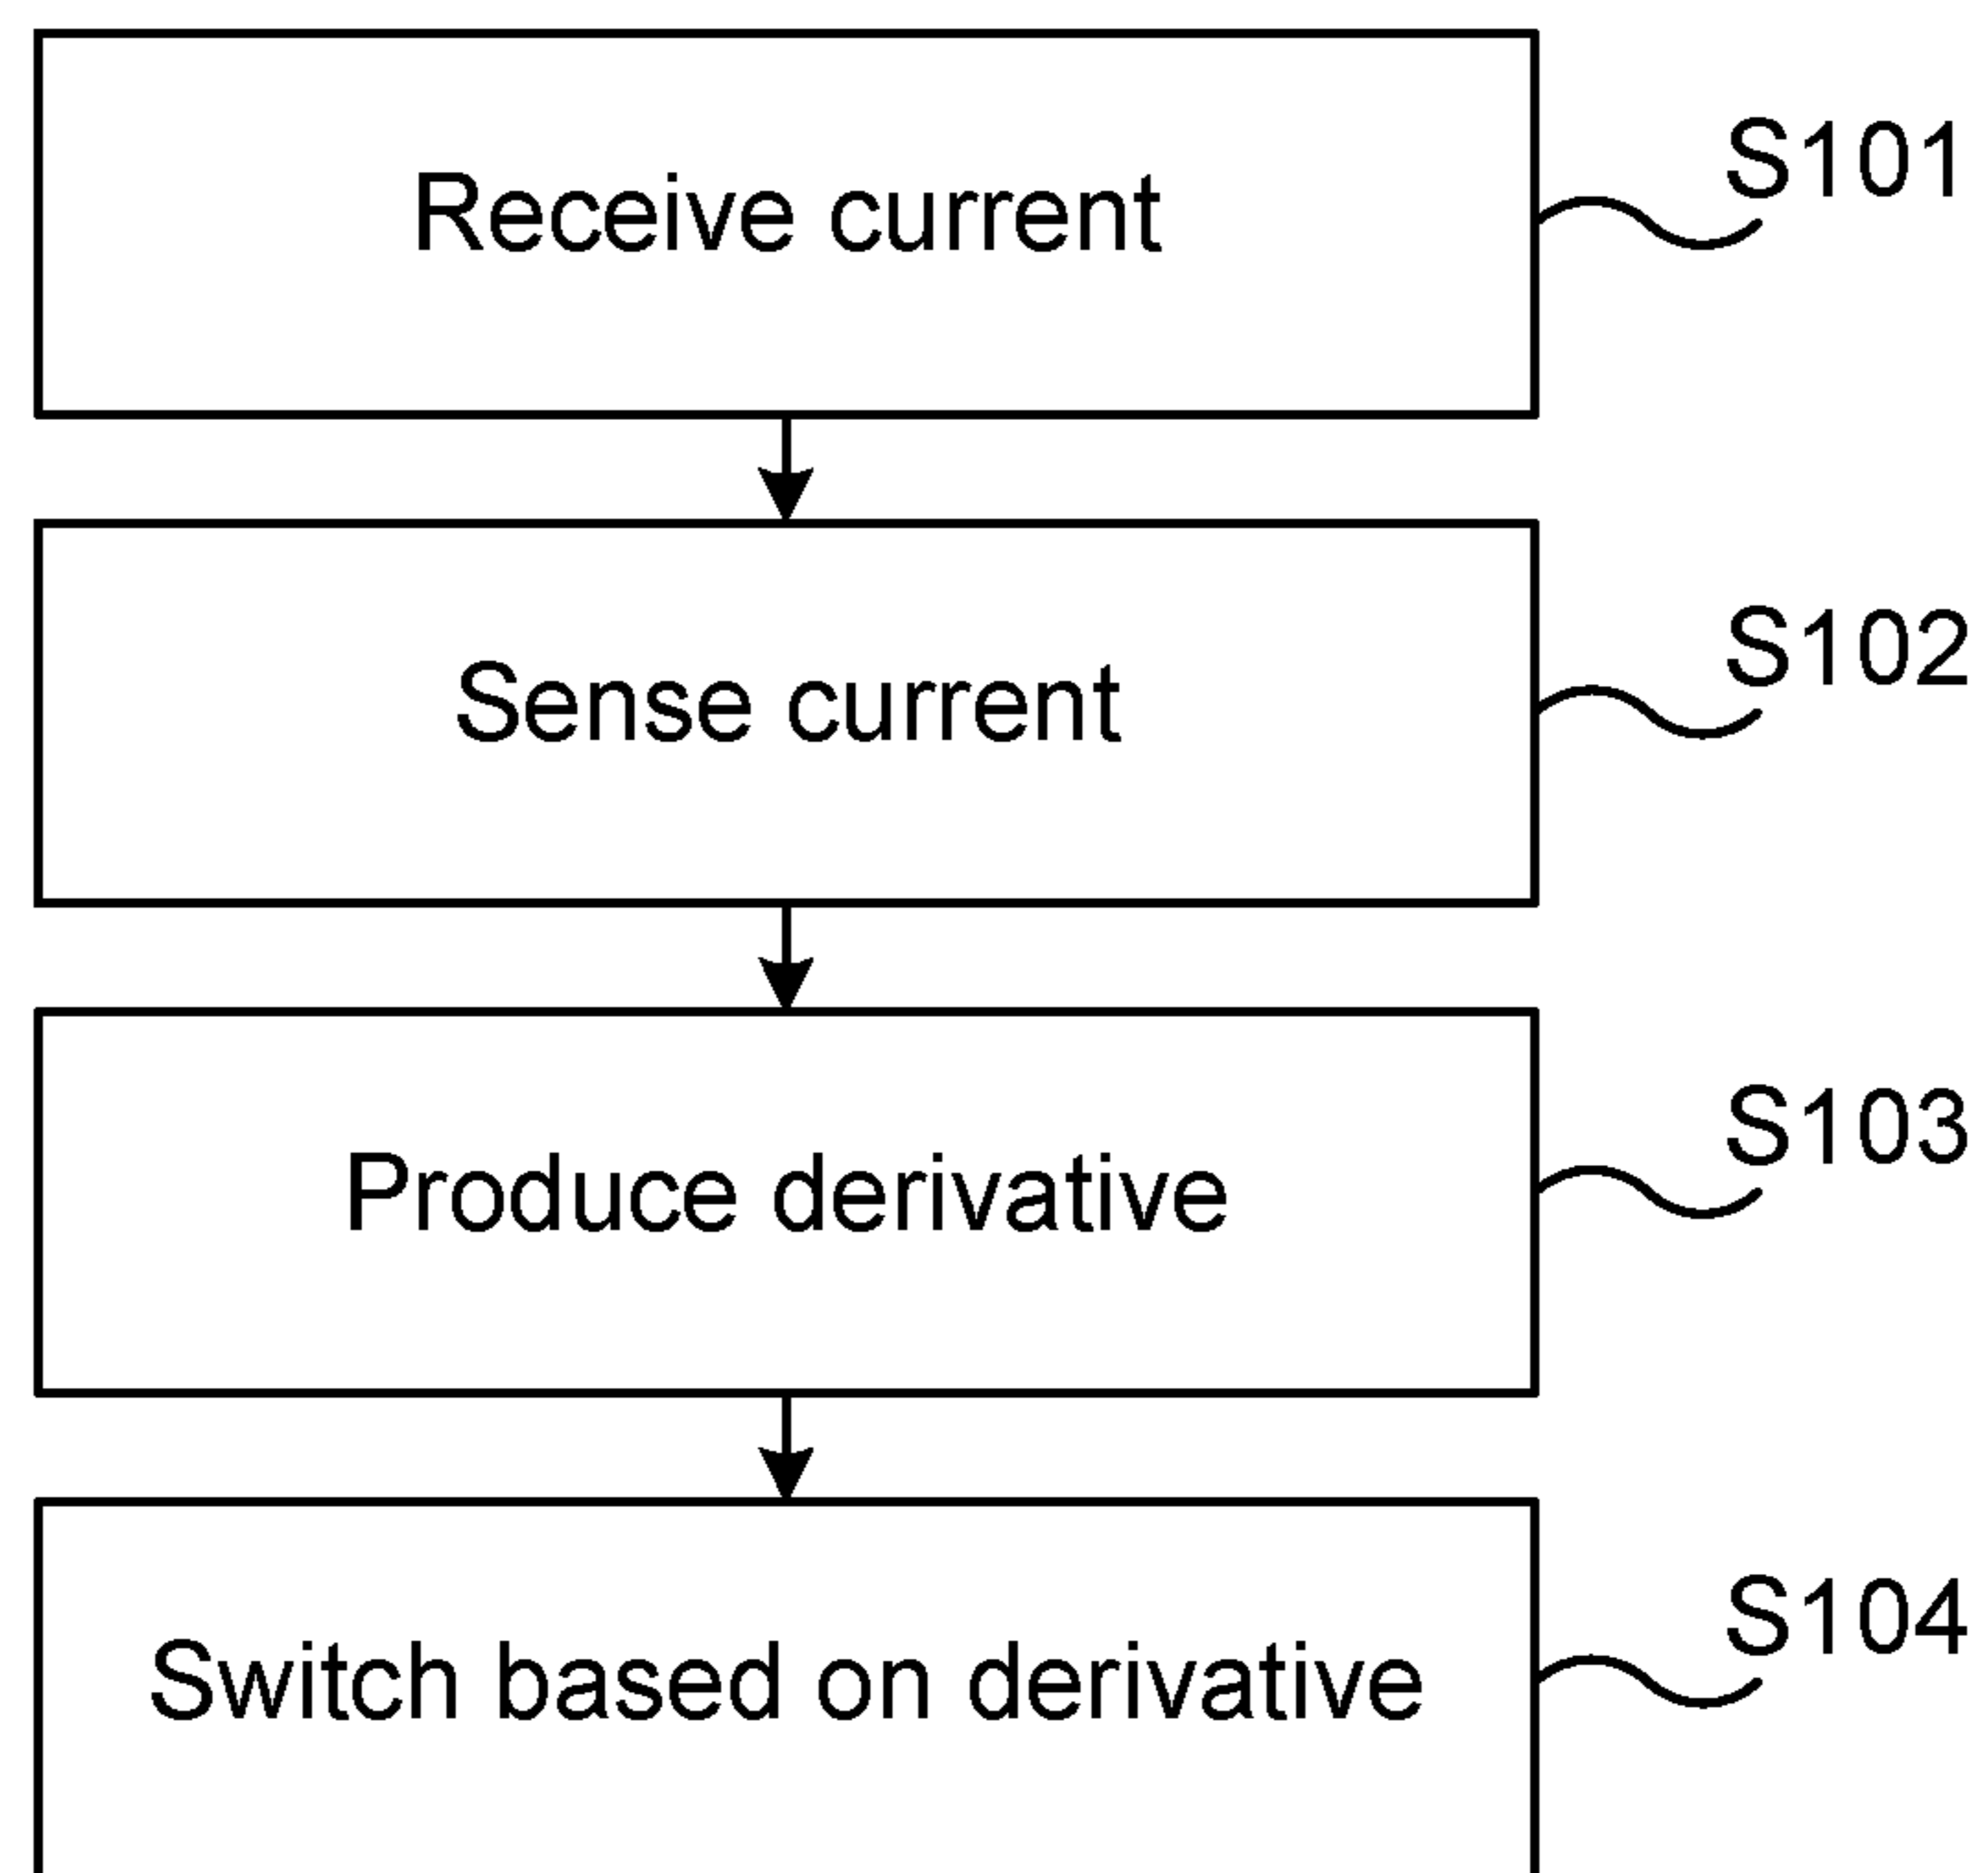 Receive current
S101
Sense current
S102
Produce derivative
S103
Switch based on derivative
S104